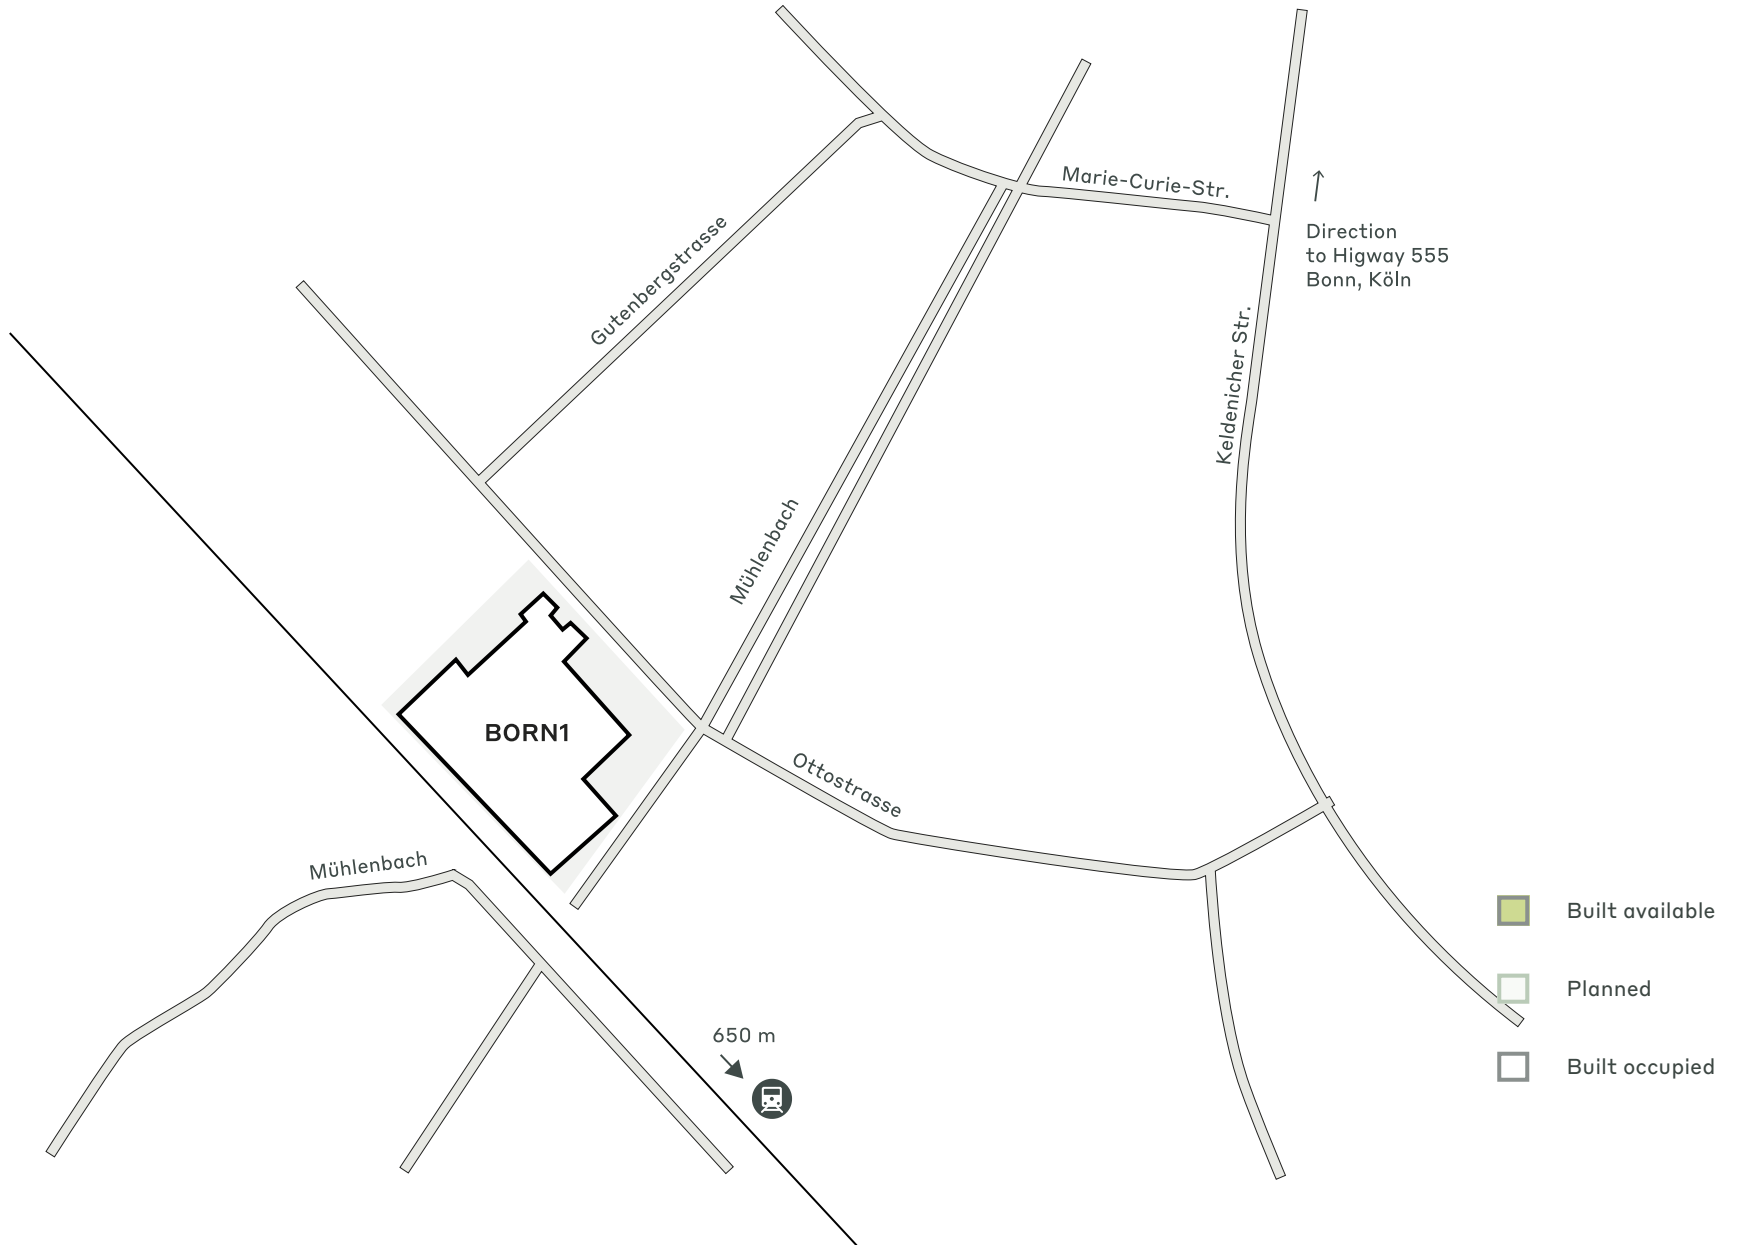 Marie-Curie-Str.
Gutenbergstrasse
Direction
to Higway 555
Bonn, Köln
Keldenicher Str.
Mühlenbach
BORN1
Ottostrasse
Mühlenbach
650 m
Built available
Planned
Built occupied